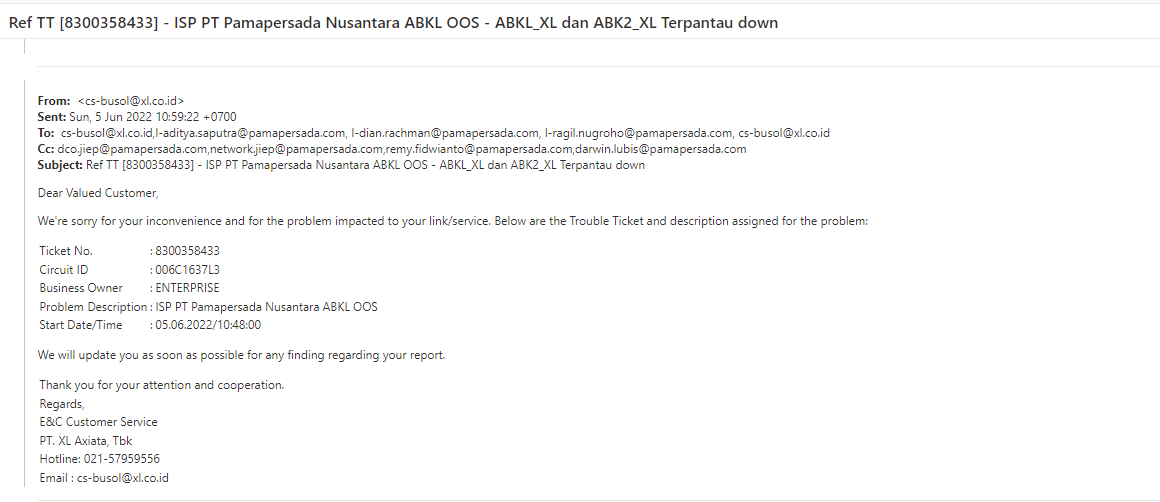 Ref TT [8300358433] - ISP PT Pamapersada Nusantara ABKL OOS - ABKL_XL dan ABK2_XL Terpantau down
From: <cs-busol@xl.co.id>
Sent: Sun, 5 Jun 2022 10:59:22 +0700
To: cs-busol@xl.co.id,I-aditya.saputra@pamapersada.com, I-dian.rachman@pamapersada.com, I-ragil.nugroho@pamapersada.com, cs-busol@xl.co.id
Cc: dco.jiep@pamapersada.com,network.jiep@pamapersada.com,remy.fidwianto@pamapersada.com,darwin.lubis@pamapersada.com
Subject: Ref TT [8300358433] - ISP PT Pamapersada Nusantara ABKL OOS - ABKL_XL dan ABK2_XL Terpantau down
Dear Valued Customer,
We're sorry for your inconvenience and for the problem impacted to your link/service. Below are the Trouble Ticket and description assigned for the problem:
Ticket No. : 8300358433
Circuit ID : 006C1637L3
Business Owner : ENTERPRISE
Problem Description : ISP PT Pamapersada Nusantara ABKL OOS
Start Date/Time : 05.06.2022/10:48:00
We will update you as soon as possible for any finding regarding your report.
Thank you for your attention and cooperation.
Regards,
E&C Customer Service
PT. XL Axiata, Tbk
Hotline: 021-57959556
Email : cs-busol@xl.co.id